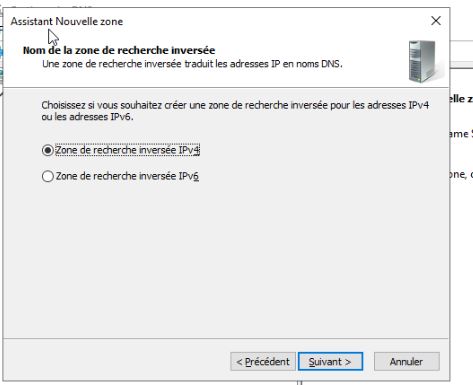 Assistant Nouvelle zone
Nom de la zone de recherche inversée
Une zone de recherche inversée traduit les adresses IP en noms DNS.
Choisissez si vous souhaitez créer une zone de recherche inversée pour les adresses IPv4
ou les adresses IPv6.
Zone de recherche inversée IPv4
Zone de recherche inversée IPv6
< Précédent
Suivant >
Annuler
elle z
ame S
one, c